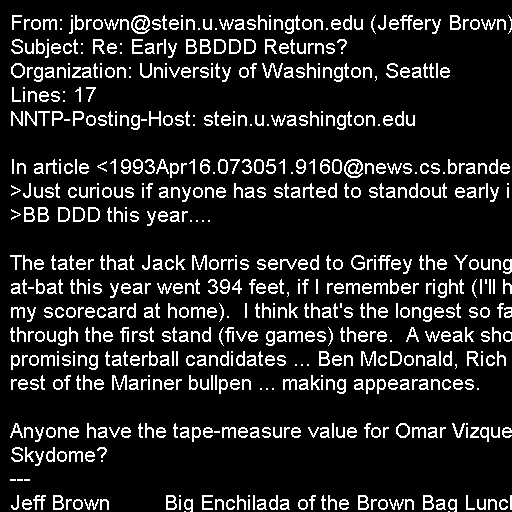 From: jbrown@stein.u.washington.edu (Jeffery Brown)
Subject: Re: Early BBDDD Returns?
Organization: University of Washington, Seattle
Lines: 17
NNTP-Posting-Host: stein.u.washington.edu

In article <1993Apr16.073051.9160@news.cs.brande
>Just curious if anyone has started to standout early i
>BB DDD this year....

The tater that Jack Morris served to Griffey the Young
at-bat this year went 394 feet, if I remember right (I'll h
my scorecard at home).  I think that's the longest so fa
through the first stand (five games) there.  A weak sho
promising taterball candidates ... Ben McDonald, Rich
rest of the Mariner bullpen ... making appearances.

Anyone have the tape-measure value for Omar Vizque
Skydome?
---
Jeff Brown         Big Enchilada of the Brown Bag Lunch